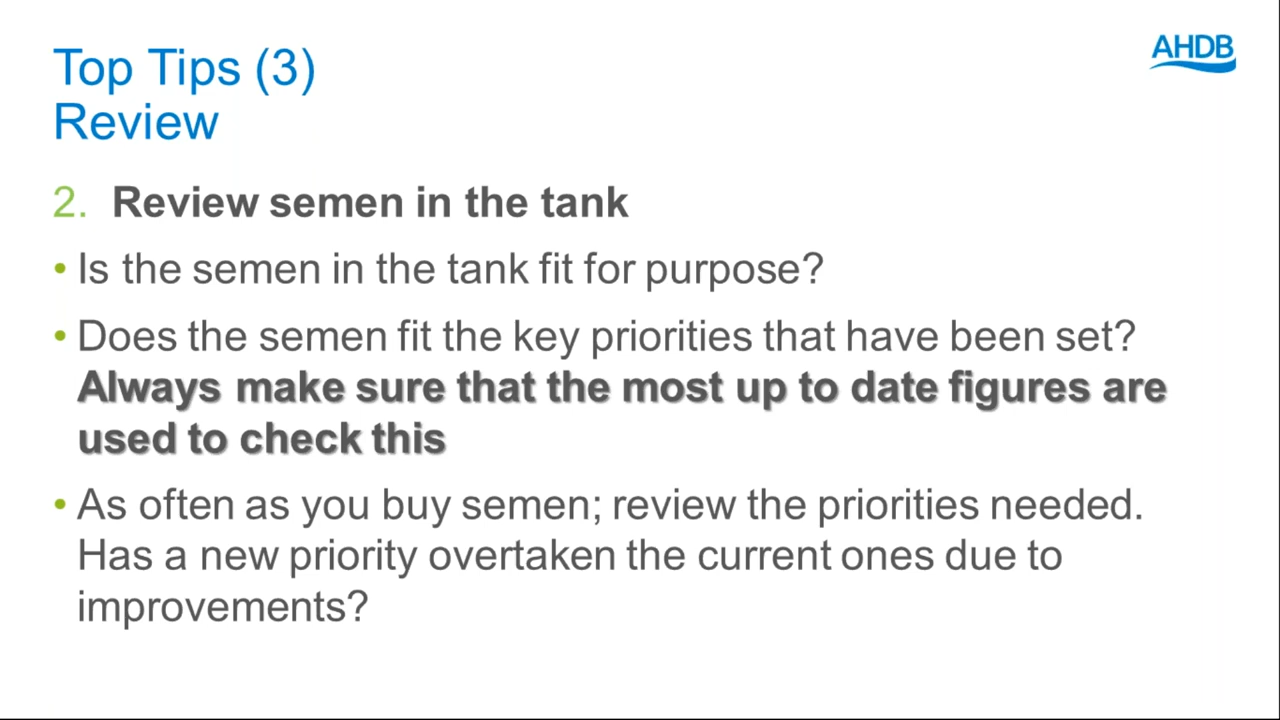 Top Tips (3)
Review
AHDB
2. Review semen in the tank
• Is the semen in the tank fit for purpose?
• Does the semen fit the key priorities that have been set?
Always make sure that the most up to date figures are
used to check this
• As often as you buy semen; review the priorities needed.
Has a new priority overtaken the current ones due to
improvements?